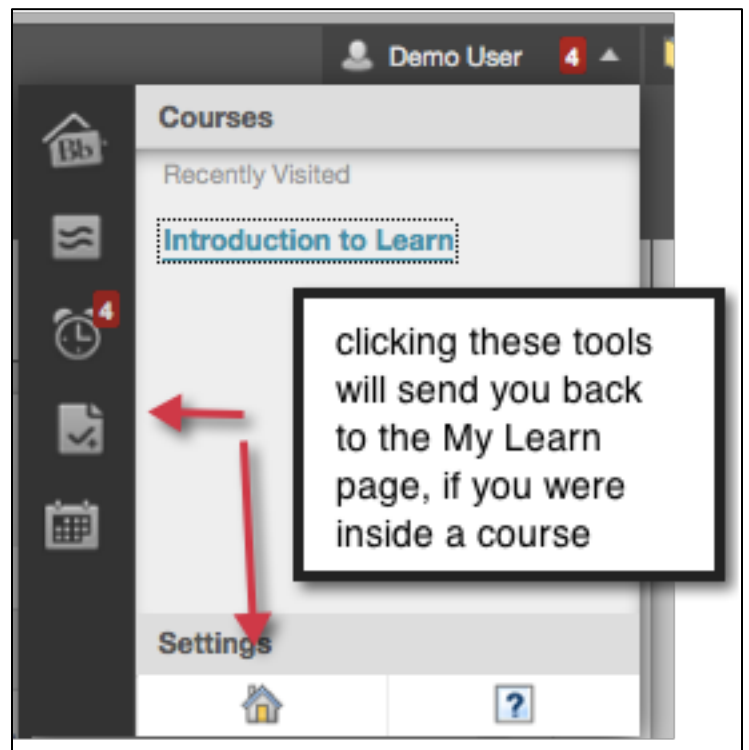 Demo User 4
Bb
Courses
Recently Visited
Introduction to Learn
4
clicking these tools
will send you back
to the My Learn
page, if you were
inside a course
Settings
?